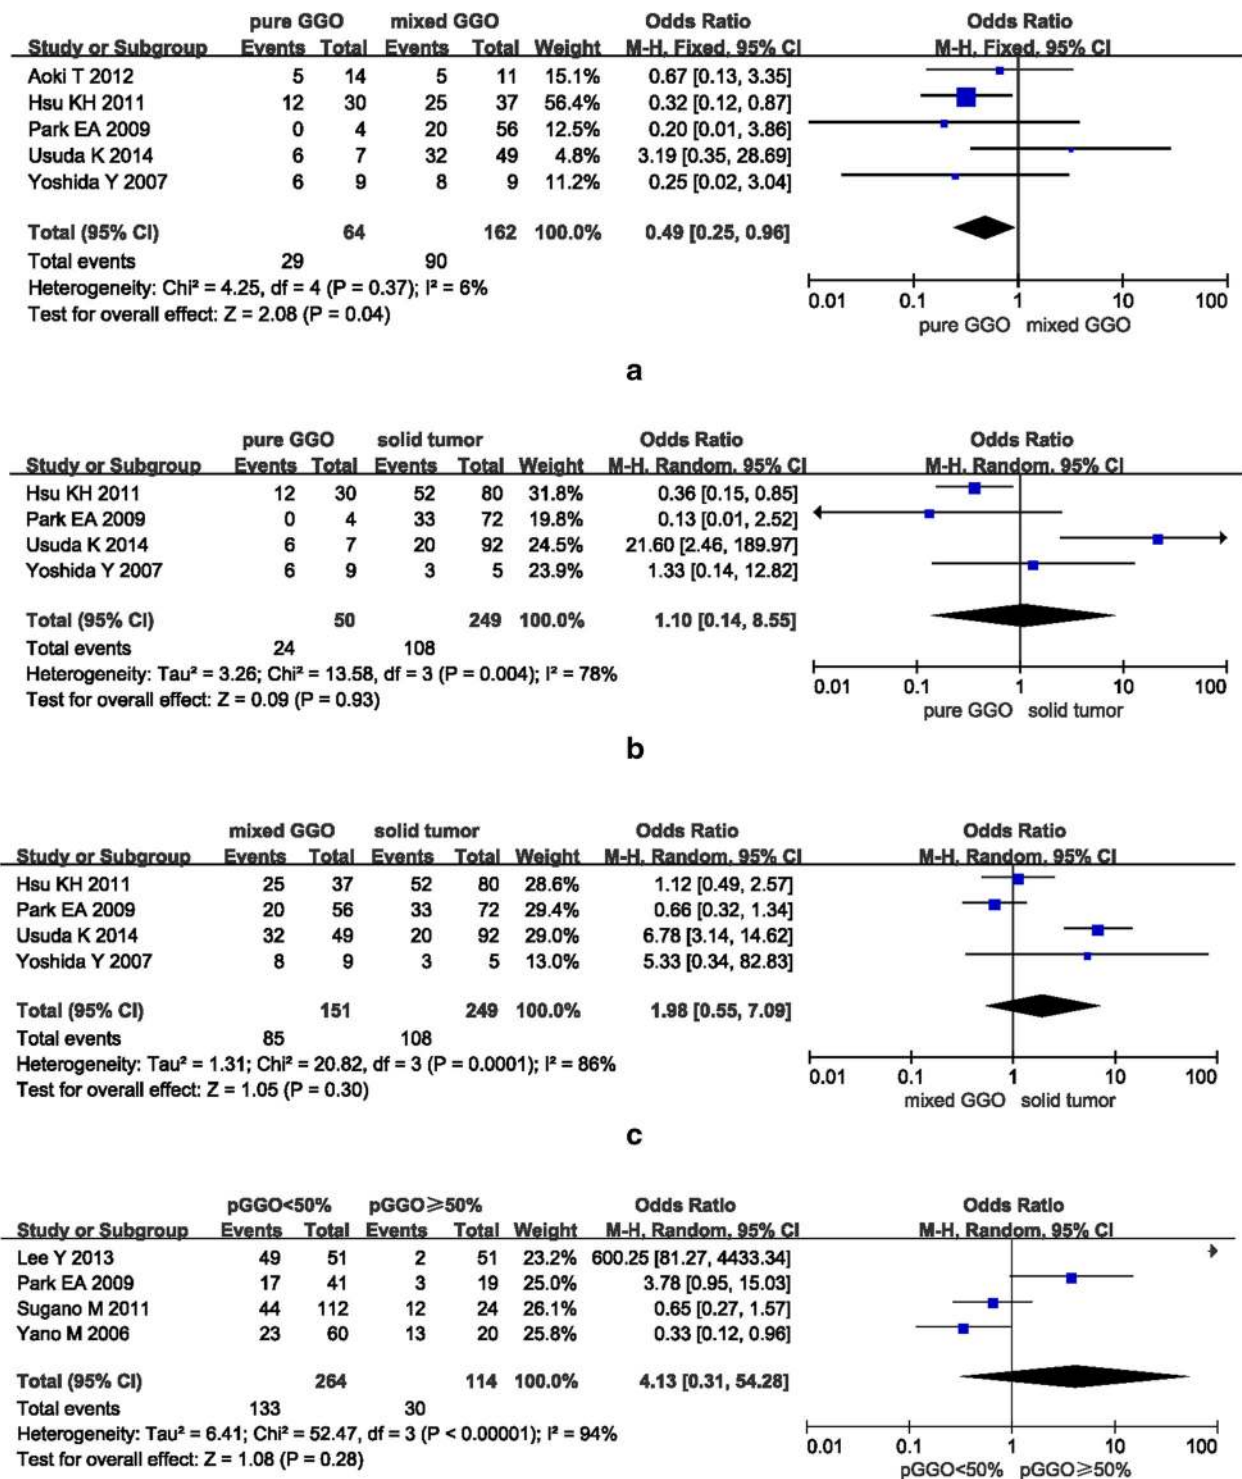 pure GGO mixed GGO Odds Ratio Odds Ratio
Study or Subgroup Events Total Events Total Weight M-H, Fixed, 95% CI M-H, Fixed, 95% CI
Aoki T 2012 5 14 5 11 15.1% 0.67 [0.13, 3.35]
Hsu KH 2011 12 30 25 37 56.4% 0.32 [0.12, 0.87]
Park EA 2009 0 4 20 56 12.5% 0.20 [0.01, 3.86]
Usuda K 2014 6 7 32 49 4.8% 3.19 [0.35, 28.69]
Yoshida Y 2007 6 9 8 9 11.2% 0.25 [0.02, 3.04]
Total (95% CI) 64 162 100.0% 0.49 [0.25, 0.96]
Total events 29 90
Heterogeneity: Chi² = 4.25, df = 4 (P = 0.37); I² = 6%
Test for overall effect: Z = 2.08 (P = 0.04)
0.01 0.1 1 10 100
pure GGO mixed GGO
a
pure GGO solid tumor Odds Ratio Odds Ratio
Study or Subgroup Events Total Events Total Weight M-H, Random, 95% CI M-H, Random, 95% CI
Hsu KH 2011 12 30 52 80 31.8% 0.36 [0.15, 0.85]
Park EA 2009 0 4 33 72 19.8% 0.13 [0.01, 2.52]
Usuda K 2014 6 7 20 92 24.5% 21.60 [2.46, 189.97]
Yoshida Y 2007 6 9 3 5 23.9% 1.33 [0.14, 12.82]
Total (95% CI) 50 249 100.0% 1.10 [0.14, 8.55]
Total events 24 108
Heterogeneity: Tau² = 3.26; Chi² = 13.58, df = 3 (P = 0.004); I² = 78%
Test for overall effect: Z = 0.09 (P = 0.93)
0.01 0.1 1 10 100
pure GGO solid tumor
b
mixed GGO solid tumor Odds Ratio Odds Ratio
Study or Subgroup Events Total Events Total Weight M-H, Random, 95% CI M-H, Random, 95% CI
Hsu KH 2011 25 37 52 80 28.6% 1.12 [0.49, 2.57]
Park EA 2009 20 56 33 72 29.4% 0.66 [0.32, 1.34]
Usuda K 2014 32 49 20 92 29.0% 6.78 [3.14, 14.62]
Yoshida Y 2007 8 9 3 5 13.0% 5.33 [0.34, 82.83]
Total (95% CI) 151 249 100.0% 1.98 [0.55, 7.09]
Total events 85 108
Heterogeneity: Tau² = 1.31; Chi² = 20.82, df = 3 (P = 0.0001); I² = 86%
Test for overall effect: Z = 1.05 (P = 0.30)
0.01 0.1 1 10 100
mixed GGO solid tumor
c
pGGO<50% pGGO≥50% Odds Ratio Odds Ratio
Study or Subgroup Events Total Events Total Weight M-H, Random, 95% CI M-H, Random, 95% CI
Lee Y 2013 49 51 2 51 23.2% 600.25 [81.27, 4433.34]
Park EA 2009 17 41 3 19 25.0% 3.78 [0.95, 15.03]
Sugano M 2011 44 112 12 24 26.1% 0.65 [0.27, 1.57]
Yano M 2006 23 60 13 20 25.8% 0.33 [0.12, 0.96]
Total (95% CI) 264 114 100.0% 4.13 [0.31, 54.28]
Total events 133 30
Heterogeneity: Tau² = 6.41; Chi² = 52.47, df = 3 (P < 0.00001); I² = 94%
Test for overall effect: Z = 1.08 (P = 0.28)
0.01 0.1 1 10 100
pGGO<50% pGGO≥50%